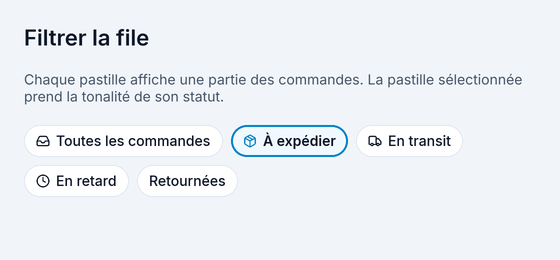 Filtrer la file
Chaque pastille affiche une partie des commandes. La pastille sélectionnée
prend la tonalité de son statut.
Toutes les commandes
À expédier
En transit
En retard
Retournées